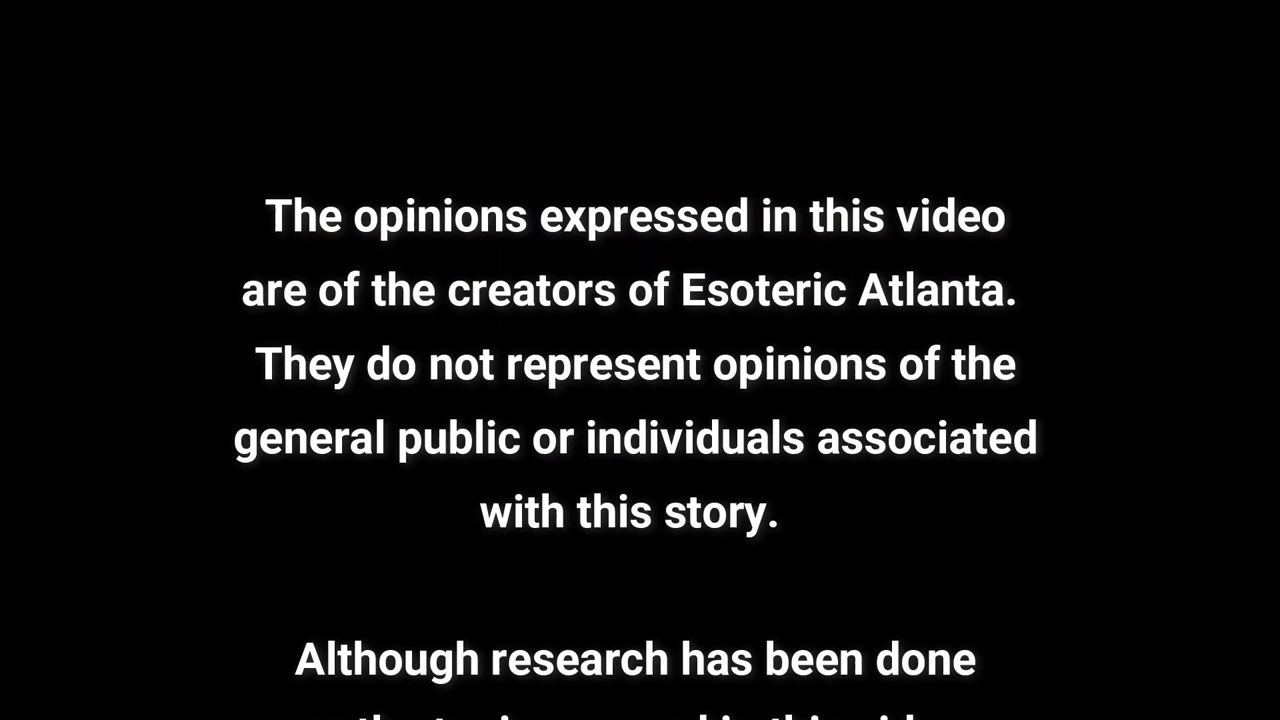 The opinions expressed in this video
are of the creators of Esoteric Atlanta.
They do not represent opinions of the
general public or individuals associated
with this story.
Although research has been done